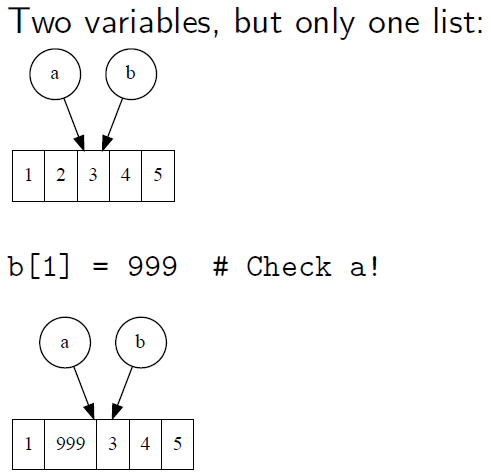 Two variables, but only one list:
a b
1 2 3 4 5
b[1] = 999  # Check a!
a b
1 999 3 4 5